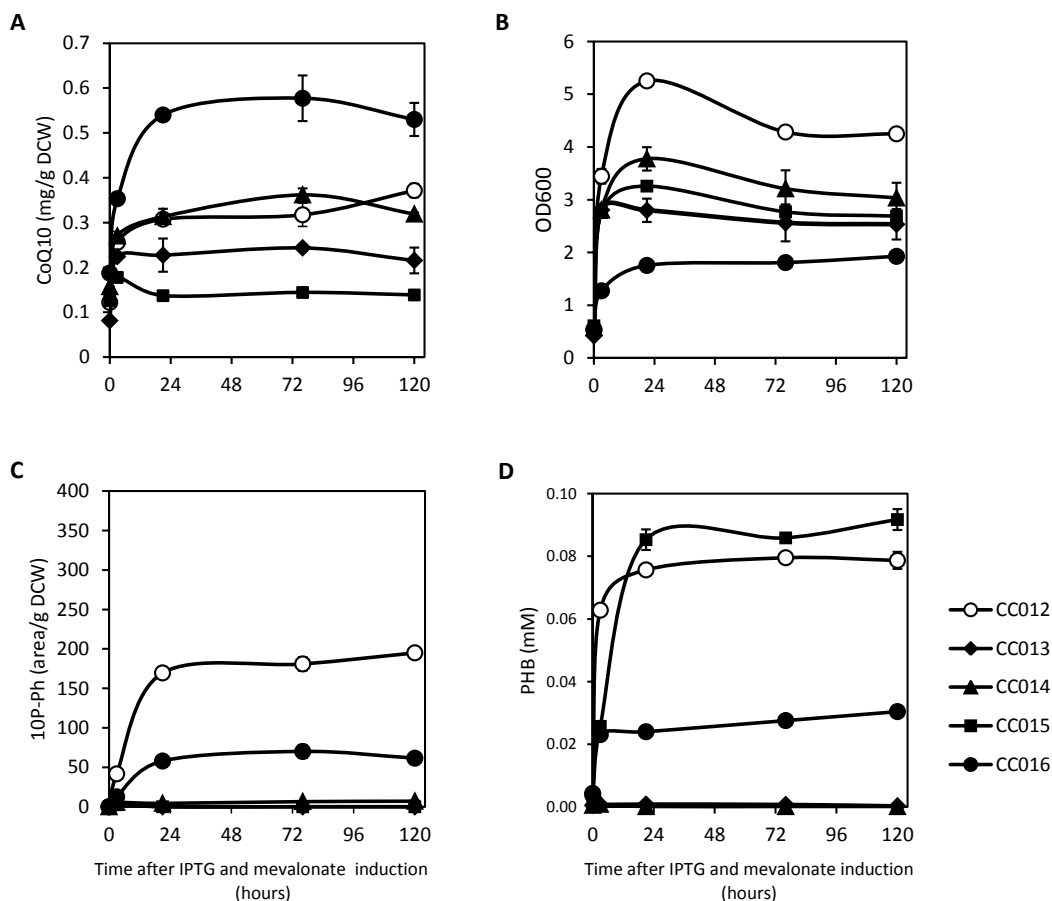 A
CoQ10 (mg/g DCW)
0.7
0.6
0.5
0.4
0.3
0.2
0.1
0
0 24 48 72 96 120
B
OD600
6
5
4
3
2
1
0
0 24 48 72 96 120
C
10P-Ph (area/g DCW)
400
350
300
250
200
150
100
50
0
0 24 48 72 96 120
Time after IPTG and mevalonate induction
(hours)
D
PHB (mM)
0.10
0.08
0.06
0.04
0.02
0.00
0 24 48 72 96 120
Time after IPTG and mevalonate induction
(hours)
CC012
CC013
CC014
CC015
CC016